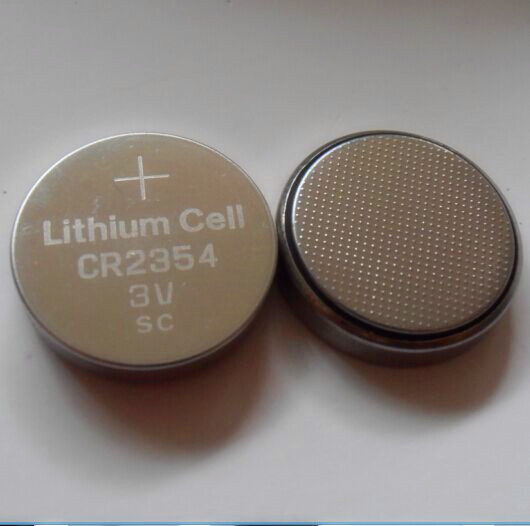 +
Lithium Cell
CR2354
3V
SC